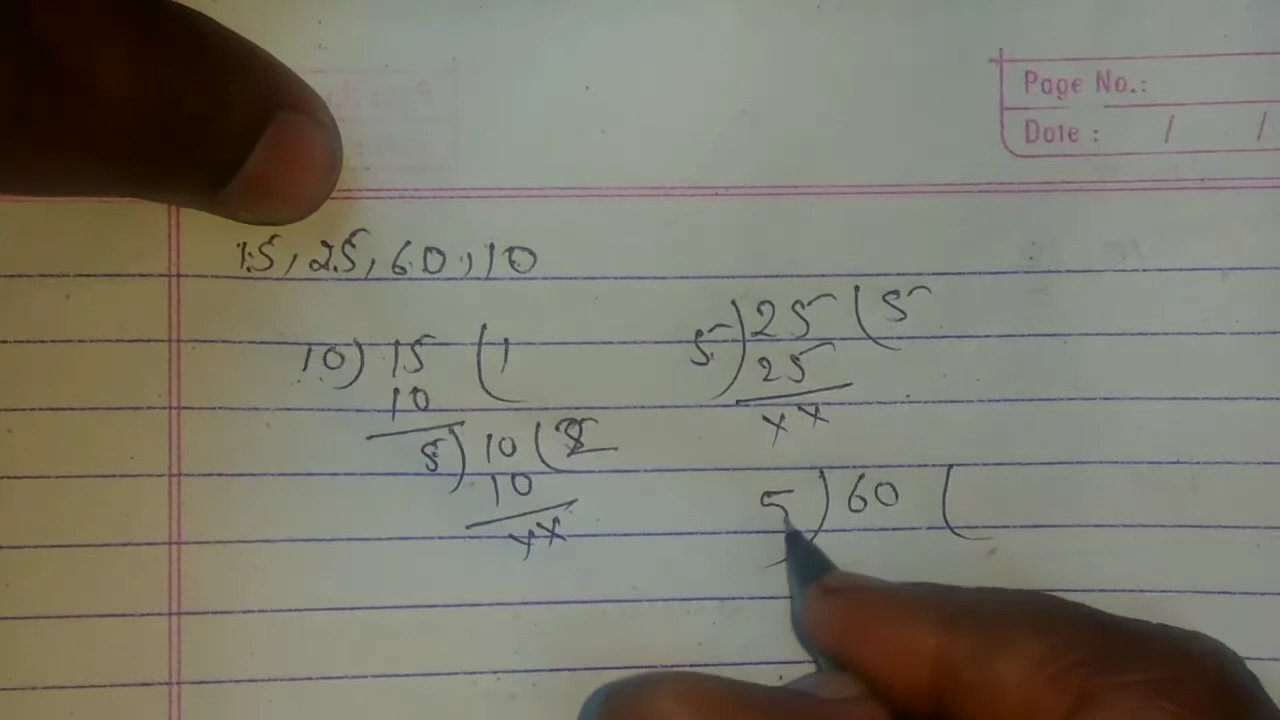 Page No.:
Date : / /
15, 25, 60, 10
10) 15 (1
10
5) 10 (2
10
xx
5) 25 (5
25
xx
5) 60 (